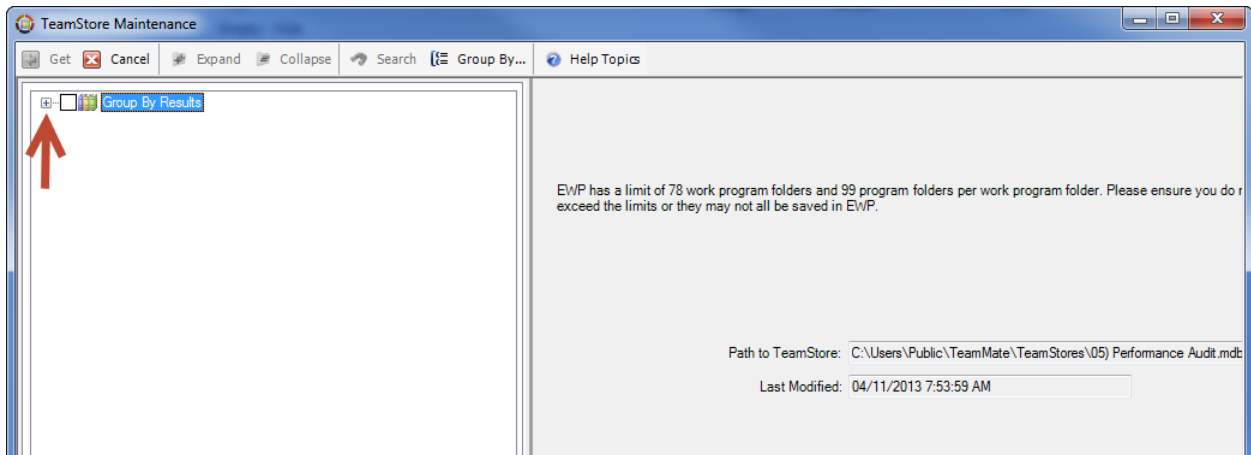 TeamStore Maintenance
Get Cancel Expand Collapse Search Group By... Help Topics
Group By Results
EWP has a limit of 78 work program folders and 99 program folders per work program folder. Please ensure you do
exceed the limits or they may not all be saved in EWP.
Path to TeamStore: C:\Users\Public\TeamMate\TeamStores\05) Performance Audit.mdb
Last Modified: 04/11/2013 7:53:59 AM